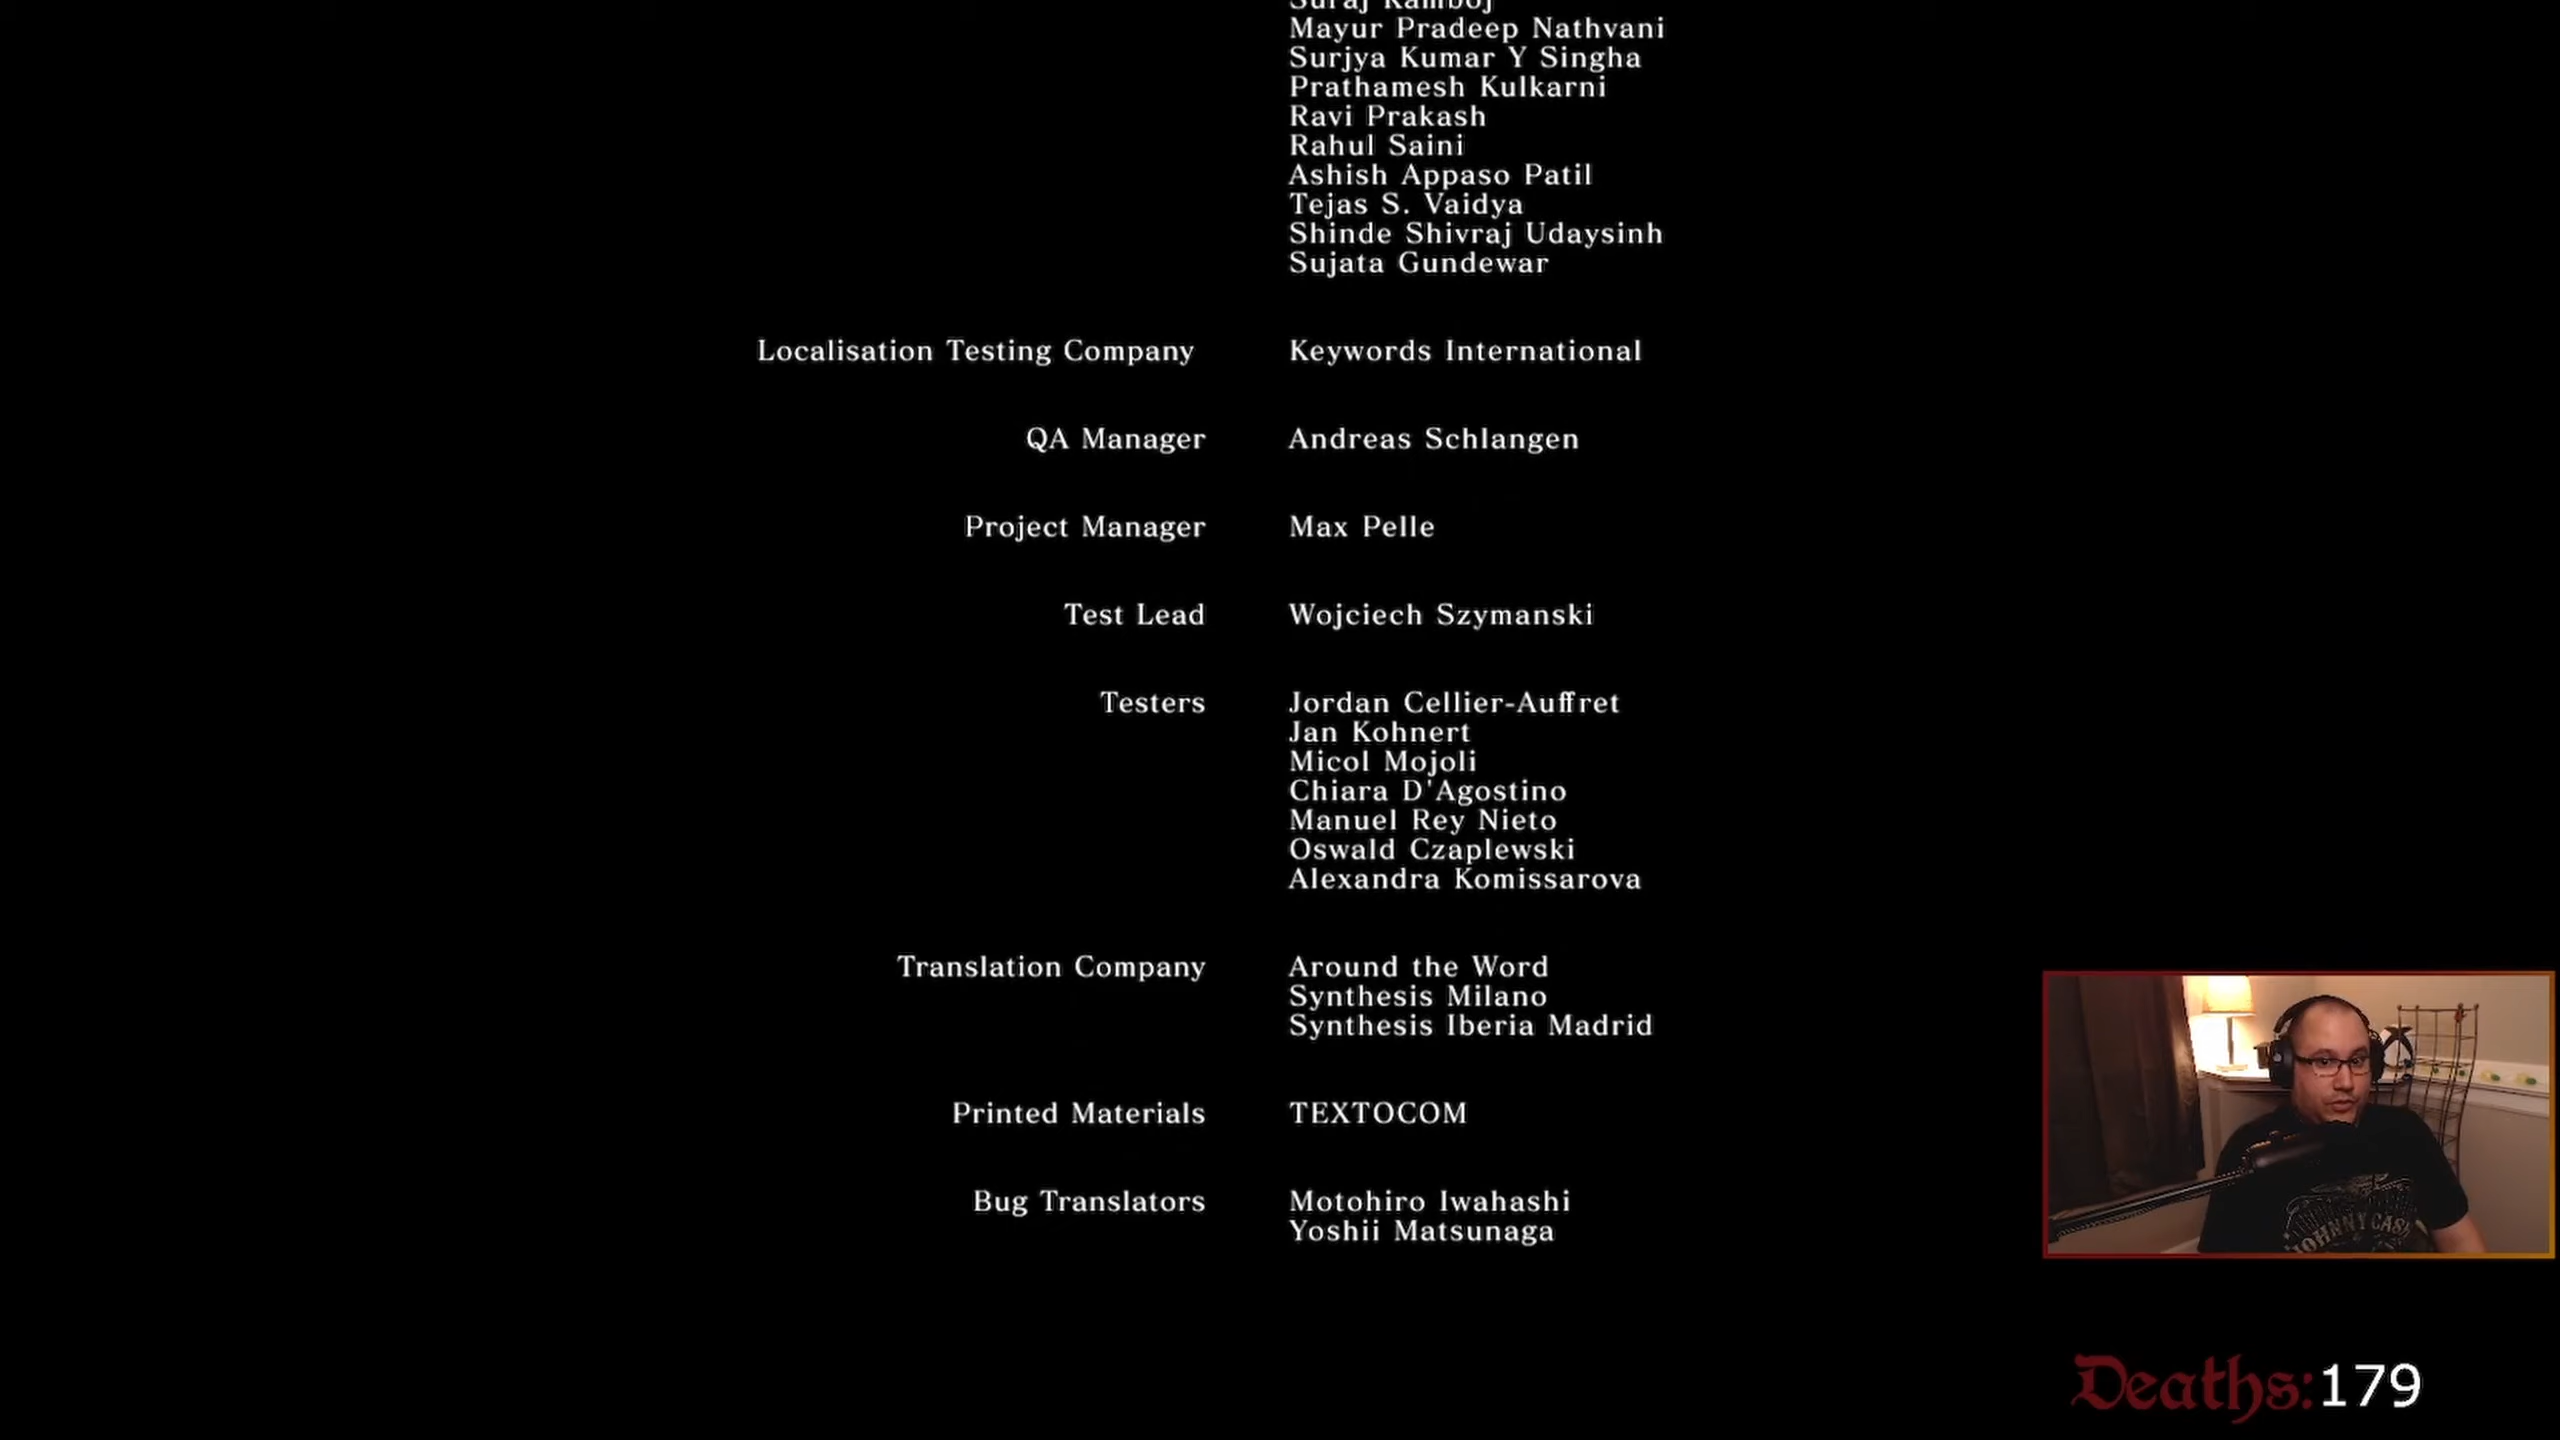 Suraj Kamboj
Mayur Pradeep Nathvani
Surjya Kumar Y Singha
Prathamesh Kulkarni
Ravi Prakash
Rahul Saini
Ashish Appaso Patil
Tejas S. Vaidya
Shinde Shivraj Udaysinh
Sujata Gundewar
Localisation Testing Company Keywords International
QA Manager Andreas Schlangen
Project Manager Max Pelle
Test Lead Wojciech Szymanski
Testers Jordan Cellier-Auffret
Jan Kohnert
Micol Mojoli
Chiara D'Agostino
Manuel Rey Nieto
Oswald Czaplewski
Alexandra Komissarova
Translation Company Around the Word
Synthesis Milano
Synthesis Iberia Madrid
Printed Materials TEXTOCOM
Bug Translators Motohiro Iwahashi
Yoshii Matsunaga
JOHNNY CASH
Deaths:179